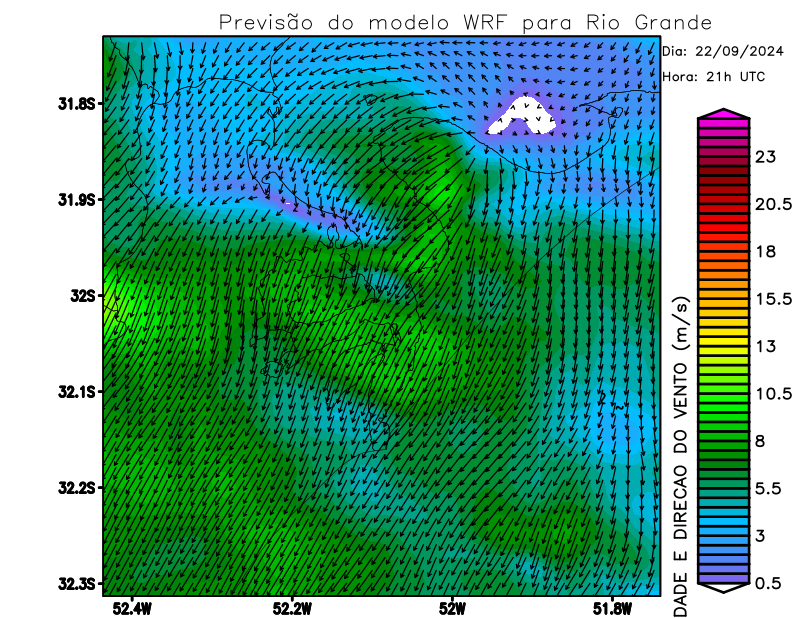 Previsão do modelo WRF para Rio Grande
Dia: 22/09/2024
Hora: 21h UTC
31.8S
31.9S
32S
32.1S
32.2S
32.3S
52.4W
52.2W
52W
51.8W
23
20.5
18
15.5
13
10.5
8
5.5
3
0.5
DADE E DIRECAO DO VENTO (m/s)